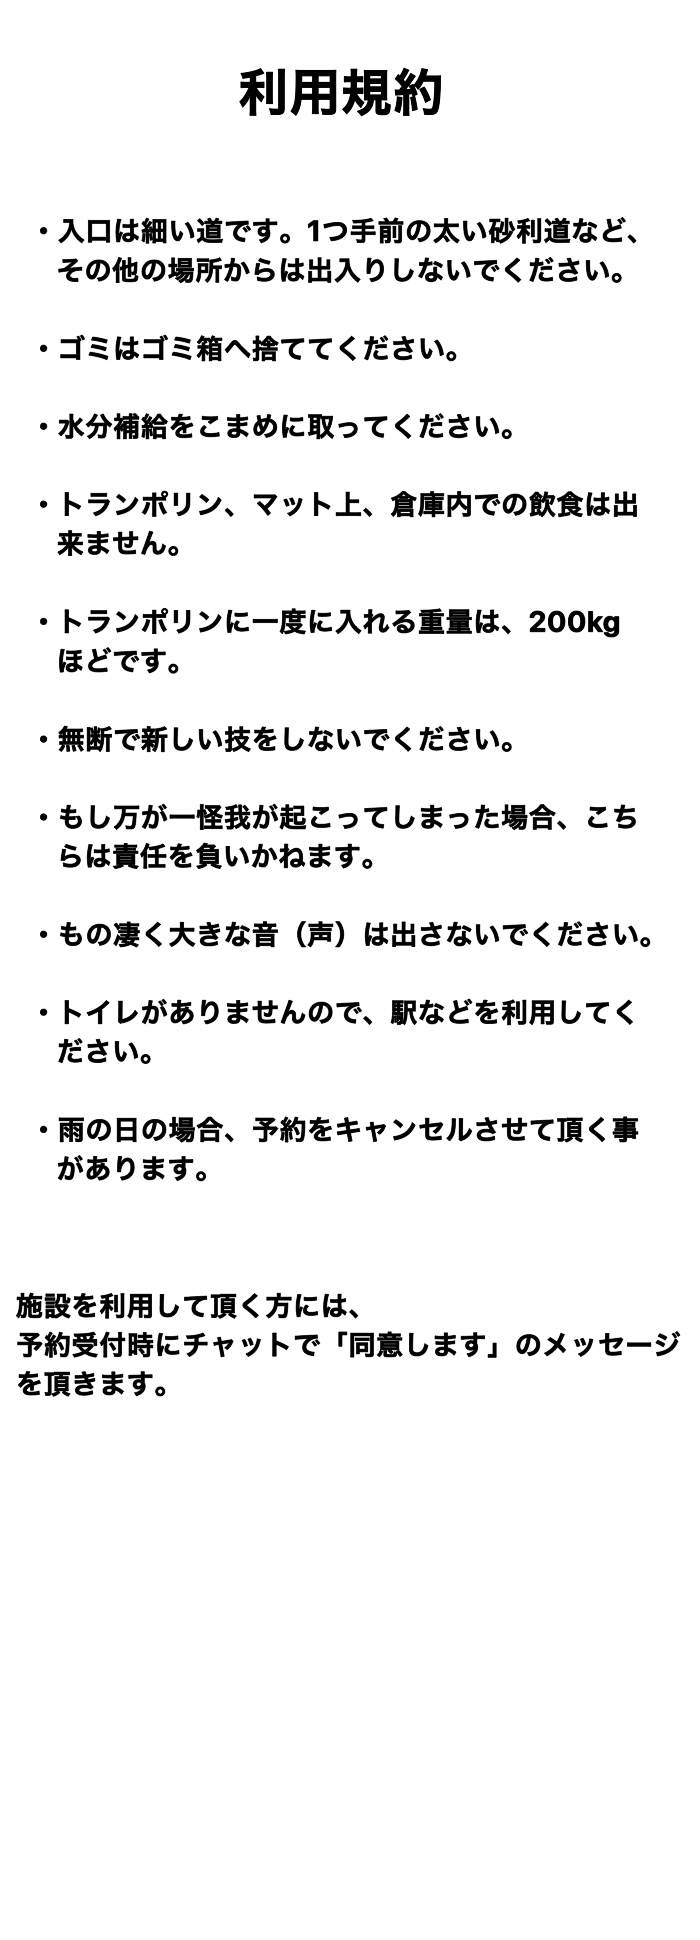 利用規約
・入口は細い道です。1つ手前の太い砂利道など、
その他の場所からは出入りしないでください。
・ゴミはゴミ箱へ捨ててください。
・水分補給をこまめに取ってください。
・トランポリン、マット上、倉庫内での飲食は出
来ません。
・トランポリンに一度に入れる重量は、200kg
ほどです。
・無断で新しい技をしないでください。
・もし万が一怪我が起こってしまった場合、こち
らは責任を負いかねます。
・もの凄く大きな音（声）は出さないでください。
・トイレがありませんので、駅などを利用してく
ださい。
・雨の日の場合、予約をキャンセルさせて頂く事
があります。
施設を利用して頂く方には、
予約受付時にチャットで「同意します」のメッセージ
を頂きます。